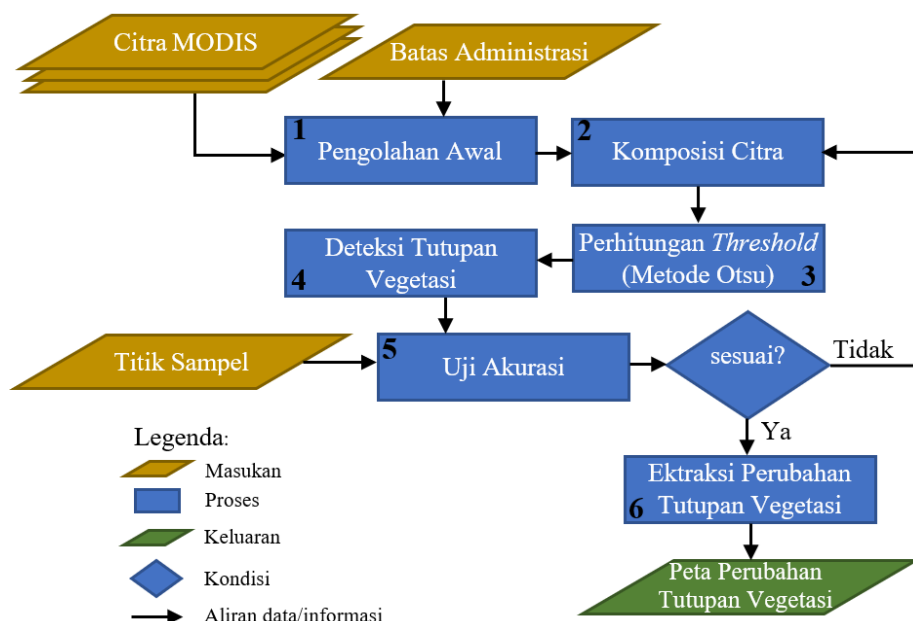 Citra MODIS
Batas Administrasi
1
Pengolahan Awal
2
Komposisi Citra
Perhitungan Threshold
(Metode Otsu)
3
Deteksi Tutupan
Vegetasi
4
Titik Sampel
5
Uji Akurasi
sesuai?
Tidak
Ya
Ektraksi Perubahan
Tutupan Vegetasi
6
Peta Perubahan
Tutupan Vegetasi
Legenda:
Masukan
Proses
Keluaran
Kondisi
Aliran data/informasi